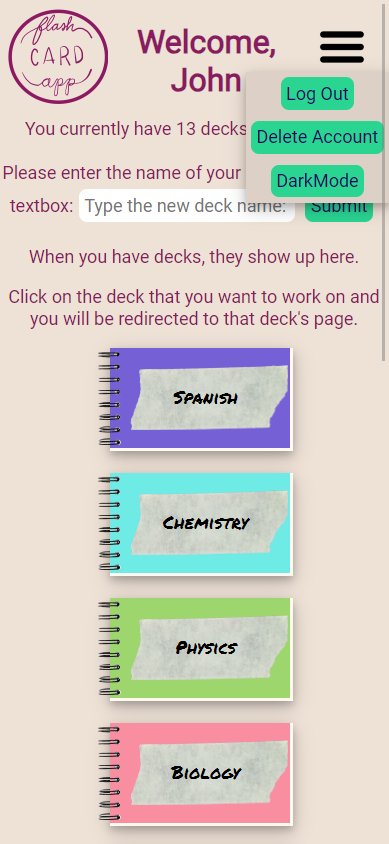 flash
CARD
app
Welcome,
John
Log Out
Delete Account
DarkMode
You currently have 13 decks
Please enter the name of your
textbox: Type the new deck name: Submit
When you have decks, they show up here.
Click on the deck that you want to work on and
you will be redirected to that deck's page.
Spanish
Chemistry
Physics
Biology